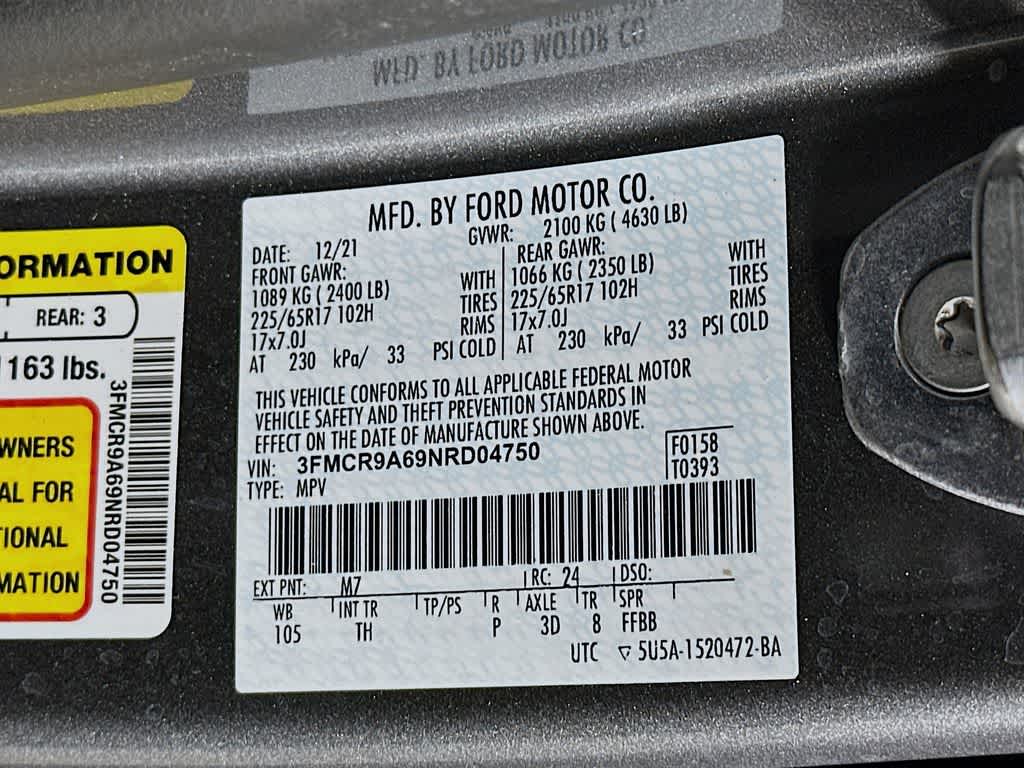 MFD. BY FORD MOTOR CO.
ORMATION
REAR: 3
1163 lbs.
WNERS
AL FOR
TIONAL
MATION
3FMCR9A69NRD04750
MFD. BY FORD MOTOR CO.
DATE: 12/21 GVWR: 2100 KG ( 4630 LB)
FRONT GAWR: REAR GAWR:
1089 KG ( 2400 LB) WITH 1066 KG ( 2350 LB) WITH
225/65R17 102H TIRES 225/65R17 102H TIRES
17x7.0J RIMS 17x7.0J RIMS
AT 230 kPa/ 33 PSI COLD AT 230 kPa/ 33 PSI COLD
THIS VEHICLE CONFORMS TO ALL APPLICABLE FEDERAL MOTOR
VEHICLE SAFETY AND THEFT PREVENTION STANDARDS IN
EFFECT ON THE DATE OF MANUFACTURE SHOWN ABOVE.
VIN: 3FMCR9A69NRD04750 F0158
TYPE: MPV T0393
EXT PNT: M7 RC: 24 DSO:
WB INT TR TP/PS R AXLE TR SPR
105 TH P 3D 8 FFBB
UTC 5U5A-1520472-BA